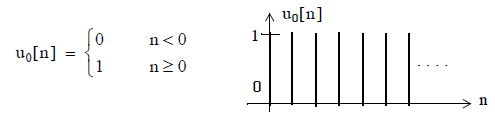 u₀[n] = { 0 n < 0
1 n ≥ 0
u₀[n]
1
0
. . . .
n